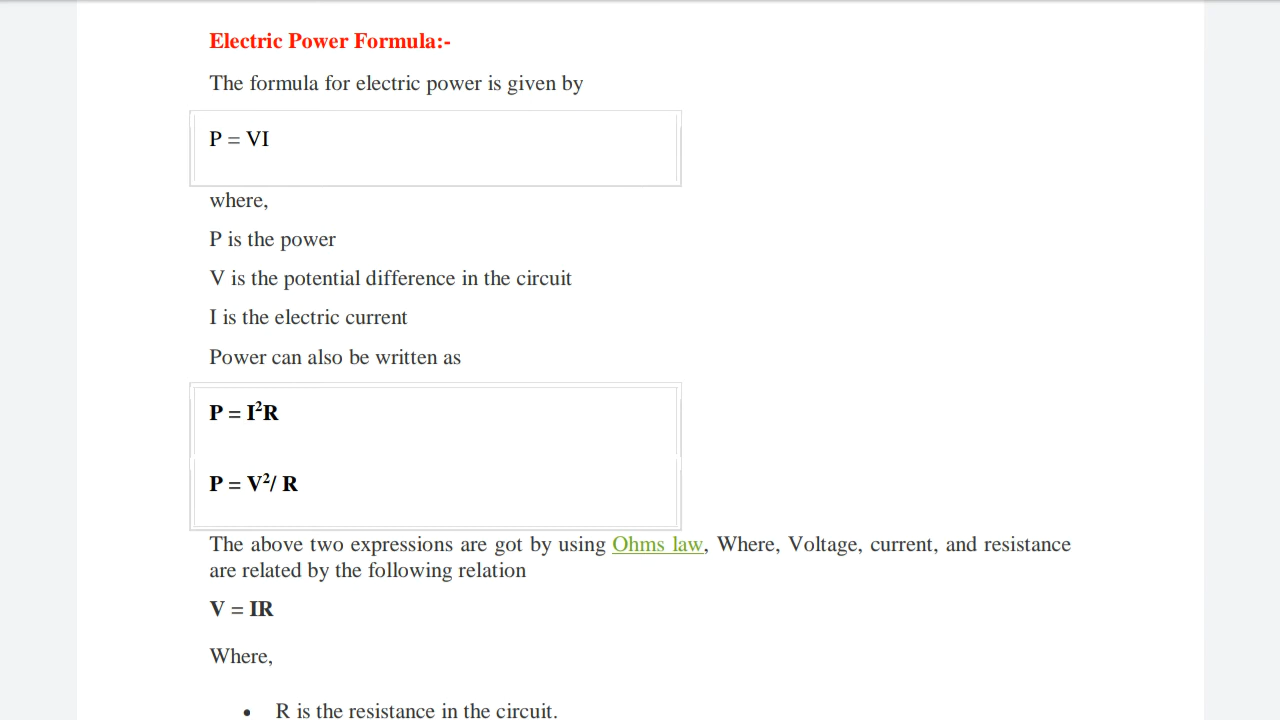 Electric Power Formula:-
The formula for electric power is given by
P = VI
where,
P is the power
V is the potential difference in the circuit
I is the electric current
Power can also be written as
P = I²R
P = V²/ R
The above two expressions are got by using Ohms law, Where, Voltage, current, and resistance
are related by the following relation
V = IR
Where,
• R is the resistance in the circuit.